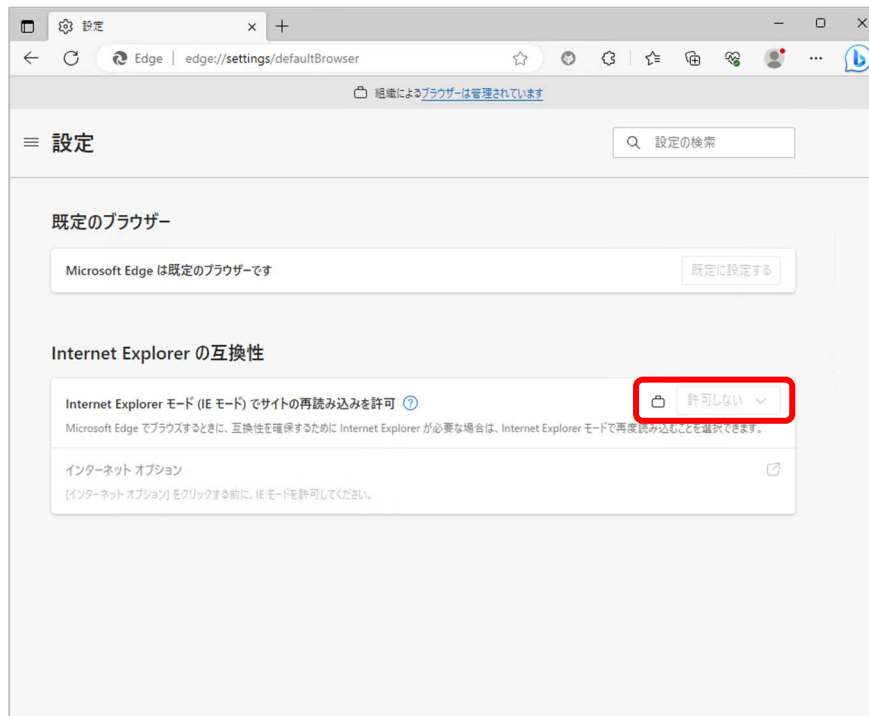 設定
Edge edge://settings/defaultBrowser
組織によるブラウザーは管理されています
設定
設定の検索
既定のブラウザー
Microsoft Edge は既定のブラウザーです
既定に設定する
Internet Explorer の互換性
Internet Explorer モード (IE モード) でサイトの再読み込みを許可
許可しない
Microsoft Edge でブラウズするときに、互換性を確保するために Internet Explorer が必要な場合は、Internet Explorer モードで再度読み込むことを選択できます。
インターネット オプション
[インターネット オプション] をクリックする前に、IE モードを許可してください。